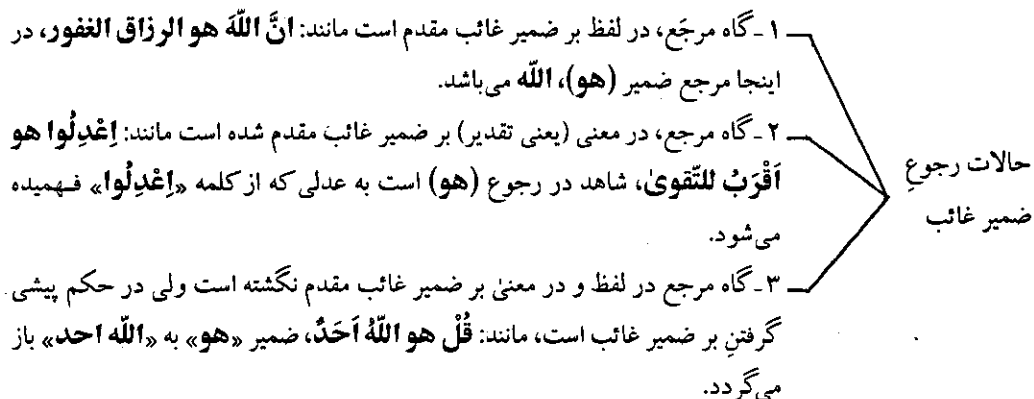 حالات رجوعِ
ضمیر غائب
۱ ـ گاه مرجَع، در لفظ بر ضمیر غائب مقدم است مانند: انَّ اللّهَ هو الرزاق الغفور، در
اینجا مرجع ضمیر (هو)، اللّه می‌باشد.
۲ ـ گاه مرجع، در معنی (یعنی تقدیر) بر ضمیر غائب مقدم شده است مانند: اِعْدِلُوا هو
اَقْرَبُ للتّقویٰ، شاهد در رجوع (هو) است به عدلی که از کلمه «اِعْدِلُوا» فهمیده
می‌شود.
۳ ـ گاه مرجع در لفظ و در معنیٰ بر ضمیر غائب مقدم نگشته است ولی در حکم پیشی
گرفتنِ بر ضمیر غائب است، مانند: قُلْ هو اللّهُ اَحَدٌ، ضمیر «هو» به «اللّه احد» باز
می‌گردد.